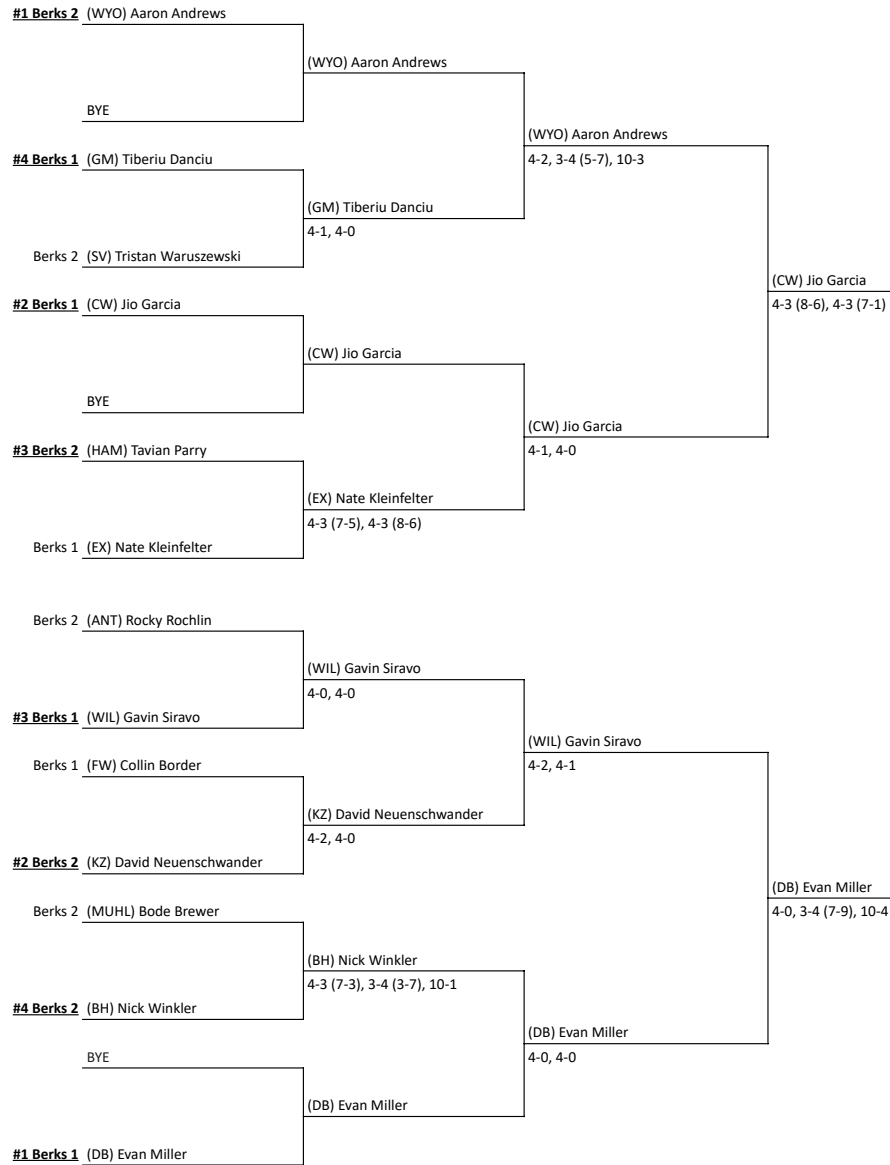 #1 Berks 2 (WYO) Aaron Andrews
(WYO) Aaron Andrews
BYE
(WYO) Aaron Andrews
#4 Berks 1 (GM) Tiberiu Danciu
4-2, 3-4 (5-7), 10-3
(GM) Tiberiu Danciu
4-1, 4-0
Berks 2 (SV) Tristan Waruszewski
(CW) Jio Garcia
#2 Berks 1 (CW) Jio Garcia
4-3 (8-6), 4-3 (7-1)
(CW) Jio Garcia
BYE
(CW) Jio Garcia
#3 Berks 2 (HAM) Tavian Parry
4-1, 4-0
(EX) Nate Kleinfelter
4-3 (7-5), 4-3 (8-6)
Berks 1 (EX) Nate Kleinfelter
Berks 2 (ANT) Rocky Rochlin
(WIL) Gavin Siravo
4-0, 4-0
#3 Berks 1 (WIL) Gavin Siravo
(WIL) Gavin Siravo
Berks 1 (FW) Collin Border
4-2, 4-1
(KZ) David Neuenschwander
4-2, 4-0
#2 Berks 2 (KZ) David Neuenschwander
(DB) Evan Miller
Berks 2 (MUHL) Bode Brewer
4-0, 3-4 (7-9), 10-4
(BH) Nick Winkler
4-3 (7-3), 3-4 (3-7), 10-1
#4 Berks 2 (BH) Nick Winkler
(DB) Evan Miller
BYE
4-0, 4-0
(DB) Evan Miller
#1 Berks 1 (DB) Evan Miller